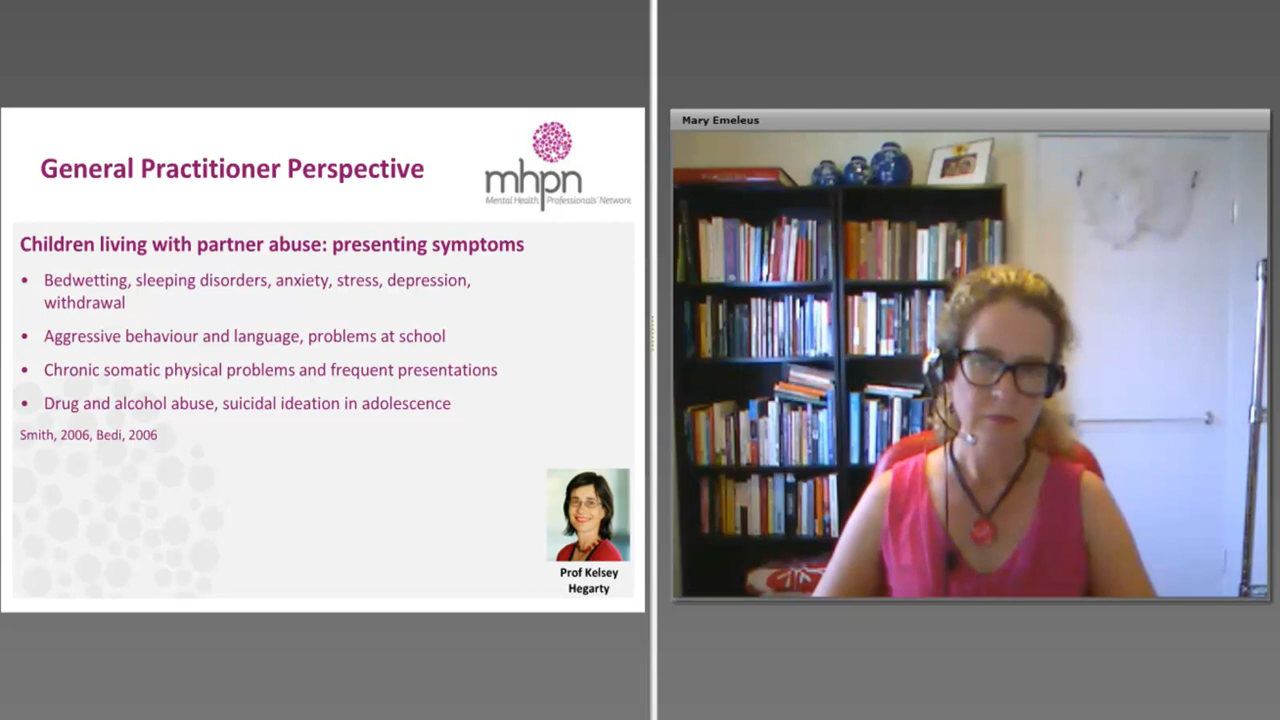 General Practitioner Perspective
mhpn
Mental Health Professionals' Network
Children living with partner abuse: presenting symptoms
• Bedwetting, sleeping disorders, anxiety, stress, depression,
withdrawal
• Aggressive behaviour and language, problems at school
• Chronic somatic physical problems and frequent presentations
• Drug and alcohol abuse, suicidal ideation in adolescence
Smith, 2006, Bedi, 2006
Prof Kelsey
Hegarty
Mary Emeleus